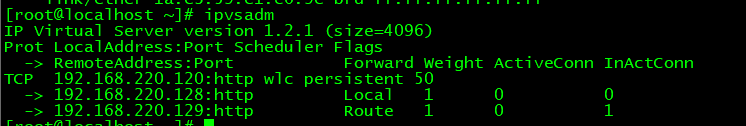 [root@localhost ~]# ipvsadm
IP Virtual Server version 1.2.1 (size=4096)
Prot LocalAddress:Port Scheduler Flags
  -> RemoteAddress:Port           Forward Weight ActiveConn InActConn
TCP  192.168.220.120:http wlc persistent 50
  -> 192.168.220.128:http         Local   1      0          0
  -> 192.168.220.129:http         Route   1      0          1
[root@localhost ~]#